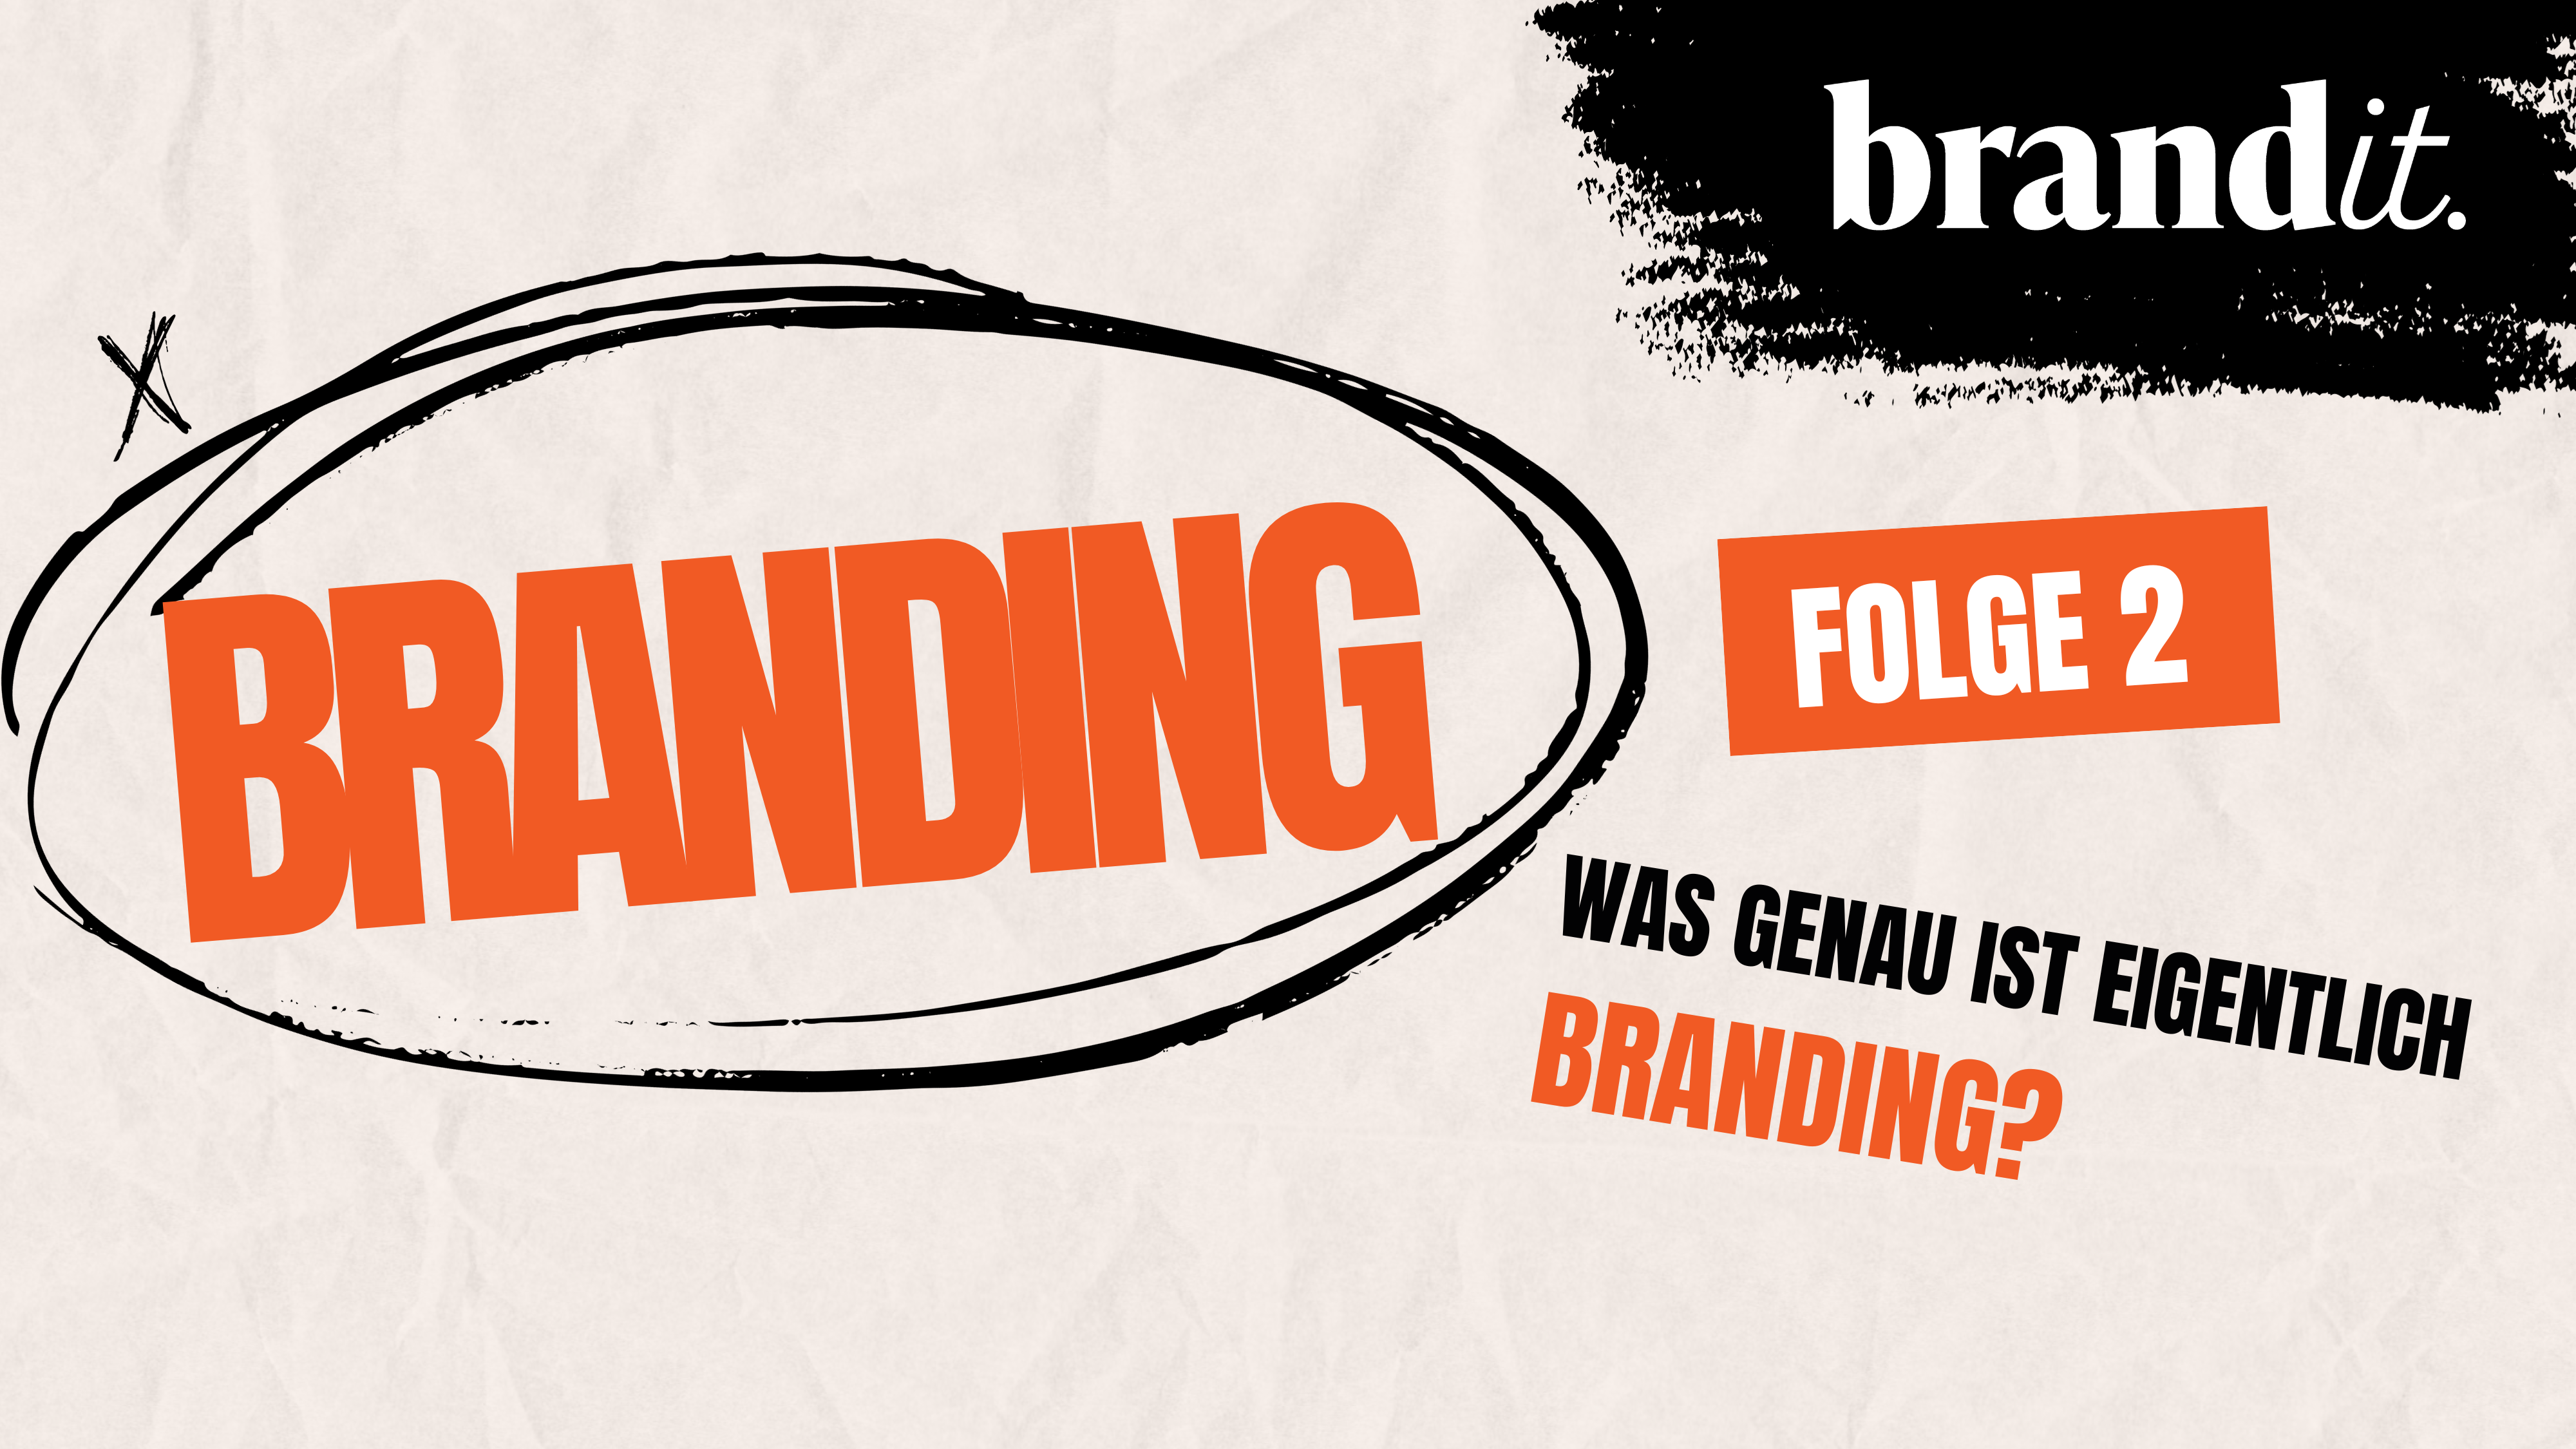 brandit.
BRANDING
FOLGE 2
WAS GENAU IST EIGENTLICH
BRANDING?